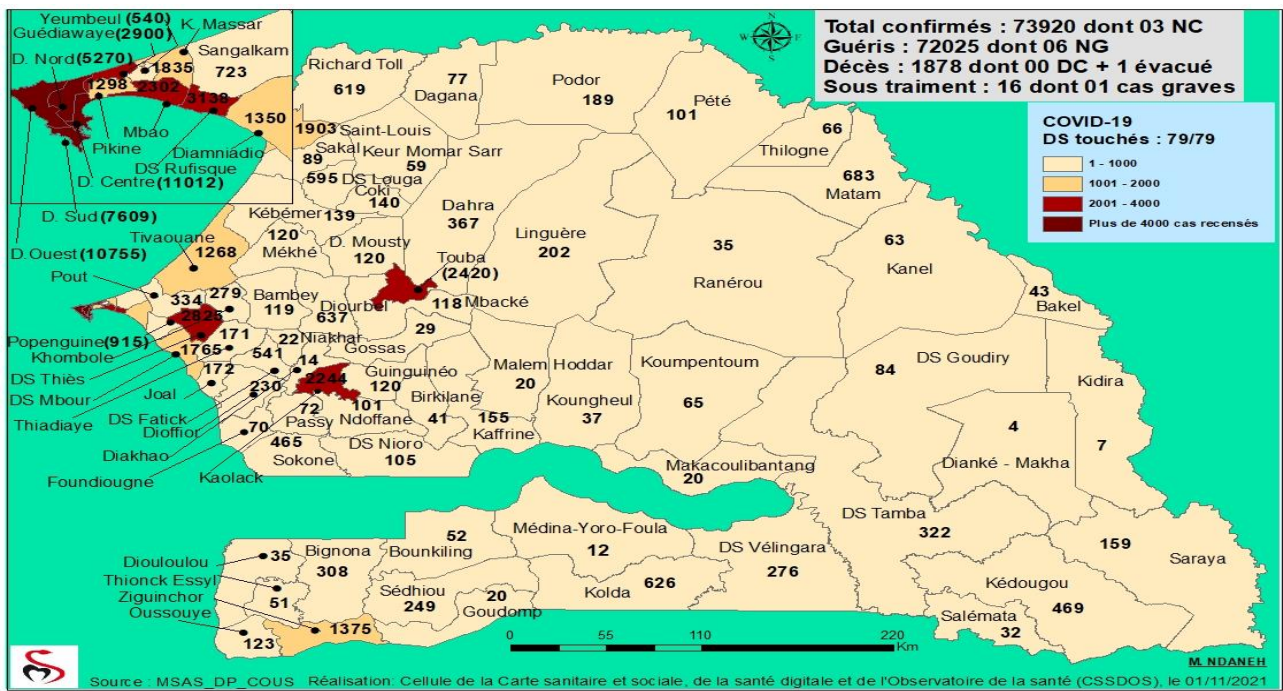 Yeumbeul (540)
Guédiawaye(2900)
K. Massar
Sangalkam
723
D. Nord(5270)
1298
1835
2302
3138
1350
Mbao
Pikine
Diamniadio
DS Rufisque
D. Centre(11012)
D. Sud(7609)
D.Ouest(10755)
Total confirmés : 73920 dont 03 NC
Guéris : 72025 dont 06 NG
Décès : 1878 dont 00 DC + 1 évacué
Sous traiment : 16 dont 01 cas graves
COVID-19
DS touchés : 79/79
1 - 1000
1001 - 2000
2001 - 4000
Plus de 4000 cas recensés
N
E
S
Richard Toll
619
77
Dagana
Podor
189
Pété
101
66
Thilogne
683
Matam
1903
Saint-Louis
Sakal
89
Keur Momar Sarr
59
595
DS Louga
Coki
140
Kébémer
139
Dahra
367
Linguère
202
35
Ranérou
63
Kanel
43
Bakel
Tivaouane
1268
120
Mékhé
D. Mousty
120
Touba
(2420)
118
Mbacké
Pout
334
279
Bambey
119
Diourbel
637
2825
171
22
Niakhar
29
Gossas
Popenguine(915)
Khombole
1765
541
14
DS Thiès
172
2244
Guinguinéo
120
Malem Hoddar
20
Koumpentoum
65
DS Goudiry
84
Kidira
7
DS Mbour
Joal
230
Thiadiaye
DS Fatick
Dioffior
72
101
Passy
Ndoffane
Birkilane
41
155
Kaffrine
Koungheul
37
4
Dianké - Makha
Diakhao
70
465
Sokone
DS Nioro
105
Foundiougne
Kaolack
Makacoulibantang
20
DS Tamba
322
159
Saraya
Kédougou
469
Salémata
32
Médina-Yoro-Foula
12
DS Vélingara
276
52
Bounkiling
626
Kolda
Diouloulou
35
Bignona
308
Thionck Essyl
51
Ziguinchor
Oussouye
Sédhiou
249
20
Goudomp
1375
123
0
55
110
220
Km
M. NDANEH
Source : MSAS_DP_COUS Réalisation: Cellule de la Carte sanitaire et sociale, de la santé digitale et de l'Observatoire de la santé (CSSDOS), le 01/11/2021